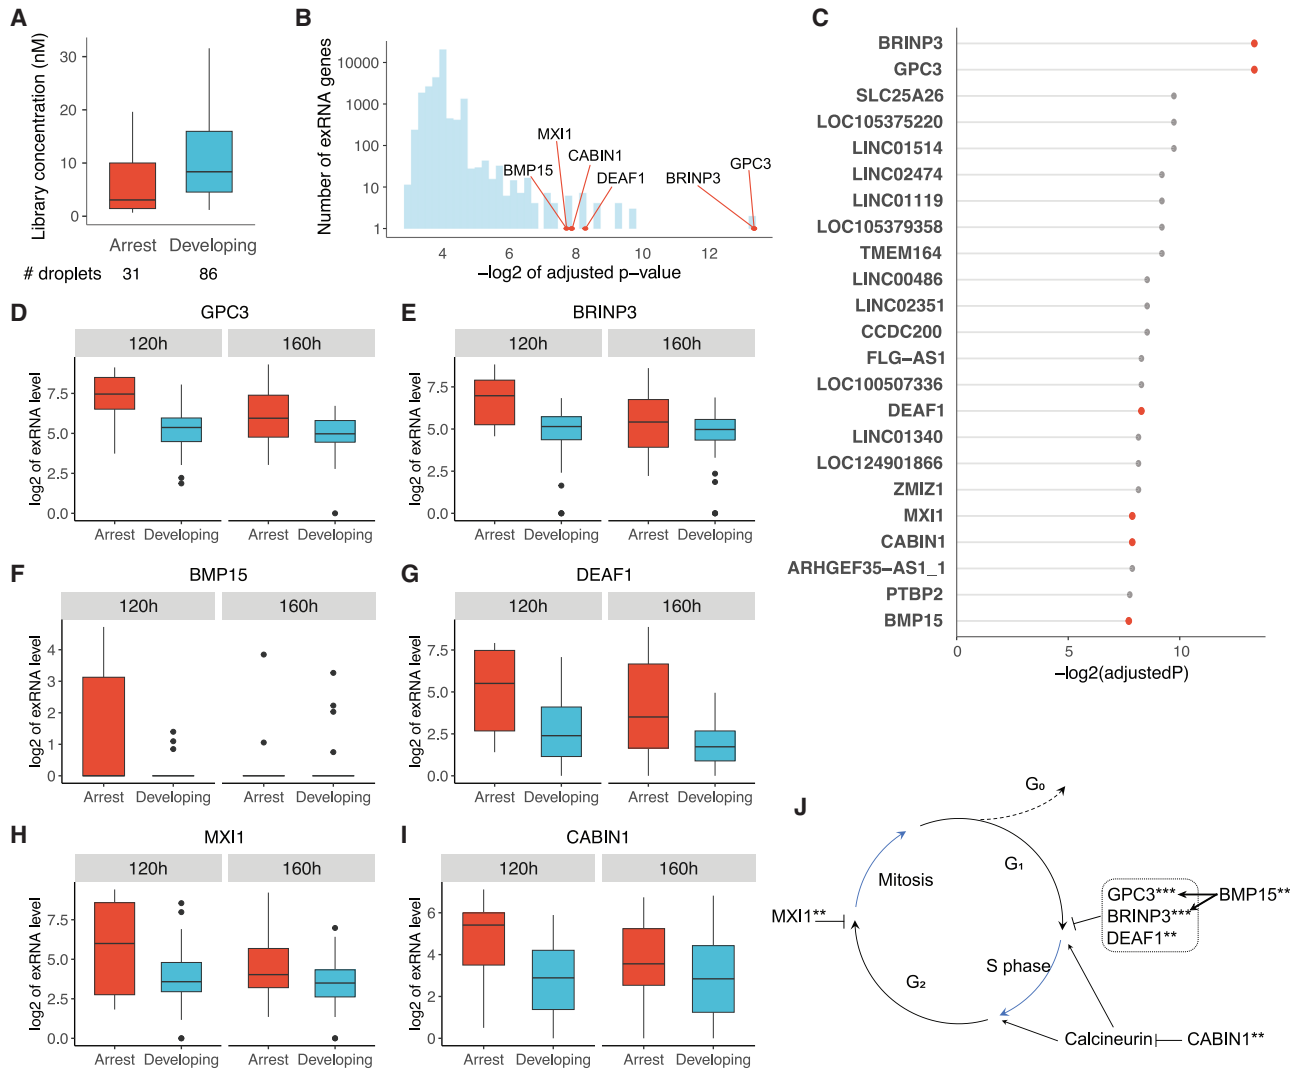 A
Library concentration (nM)
30
20
10
0
Arrest Developing
# droplets 31 86
B
Number of exRNA genes
10000
1000
100
10
1
MXI1
CABIN1
BMP15
DEAF1
BRINP3
GPC3
4 6 8 10 12
−log2 of adjusted p−value
C
BRINP3
GPC3
SLC25A26
LOC105375220
LINC01514
LINC02474
LINC01119
LOC105379358
TMEM164
LINC00486
LINC02351
CCDC200
FLG−AS1
LOC100507336
DEAF1
LINC01340
LOC124901866
ZMIZ1
MXI1
CABIN1
ARHGEF35−AS1_1
PTBP2
BMP15
0 5 10
−log2(adjustedP)
D
GPC3
120h 160h
log2 of exRNA level
7.5
5.0
2.5
0.0
Arrest Developing Arrest Developing
E
BRINP3
120h 160h
log2 of exRNA level
7.5
5.0
2.5
0.0
Arrest Developing Arrest Developing
F
BMP15
120h 160h
log2 of exRNA level
4
3
2
1
0
Arrest Developing Arrest Developing
G
DEAF1
120h 160h
log2 of exRNA level
7.5
5.0
2.5
0.0
Arrest Developing Arrest Developing
H
MXI1
120h 160h
log2 of exRNA level
7.5
5.0
2.5
0.0
Arrest Developing Arrest Developing
I
CABIN1
120h 160h
log2 of exRNA level
6
4
2
0
Arrest Developing Arrest Developing
J
G₀
G₁
Mitosis
MXI1**
GPC3***
BRINP3***
DEAF1**
BMP15**
S phase
G₂
Calcineurin
CABIN1**